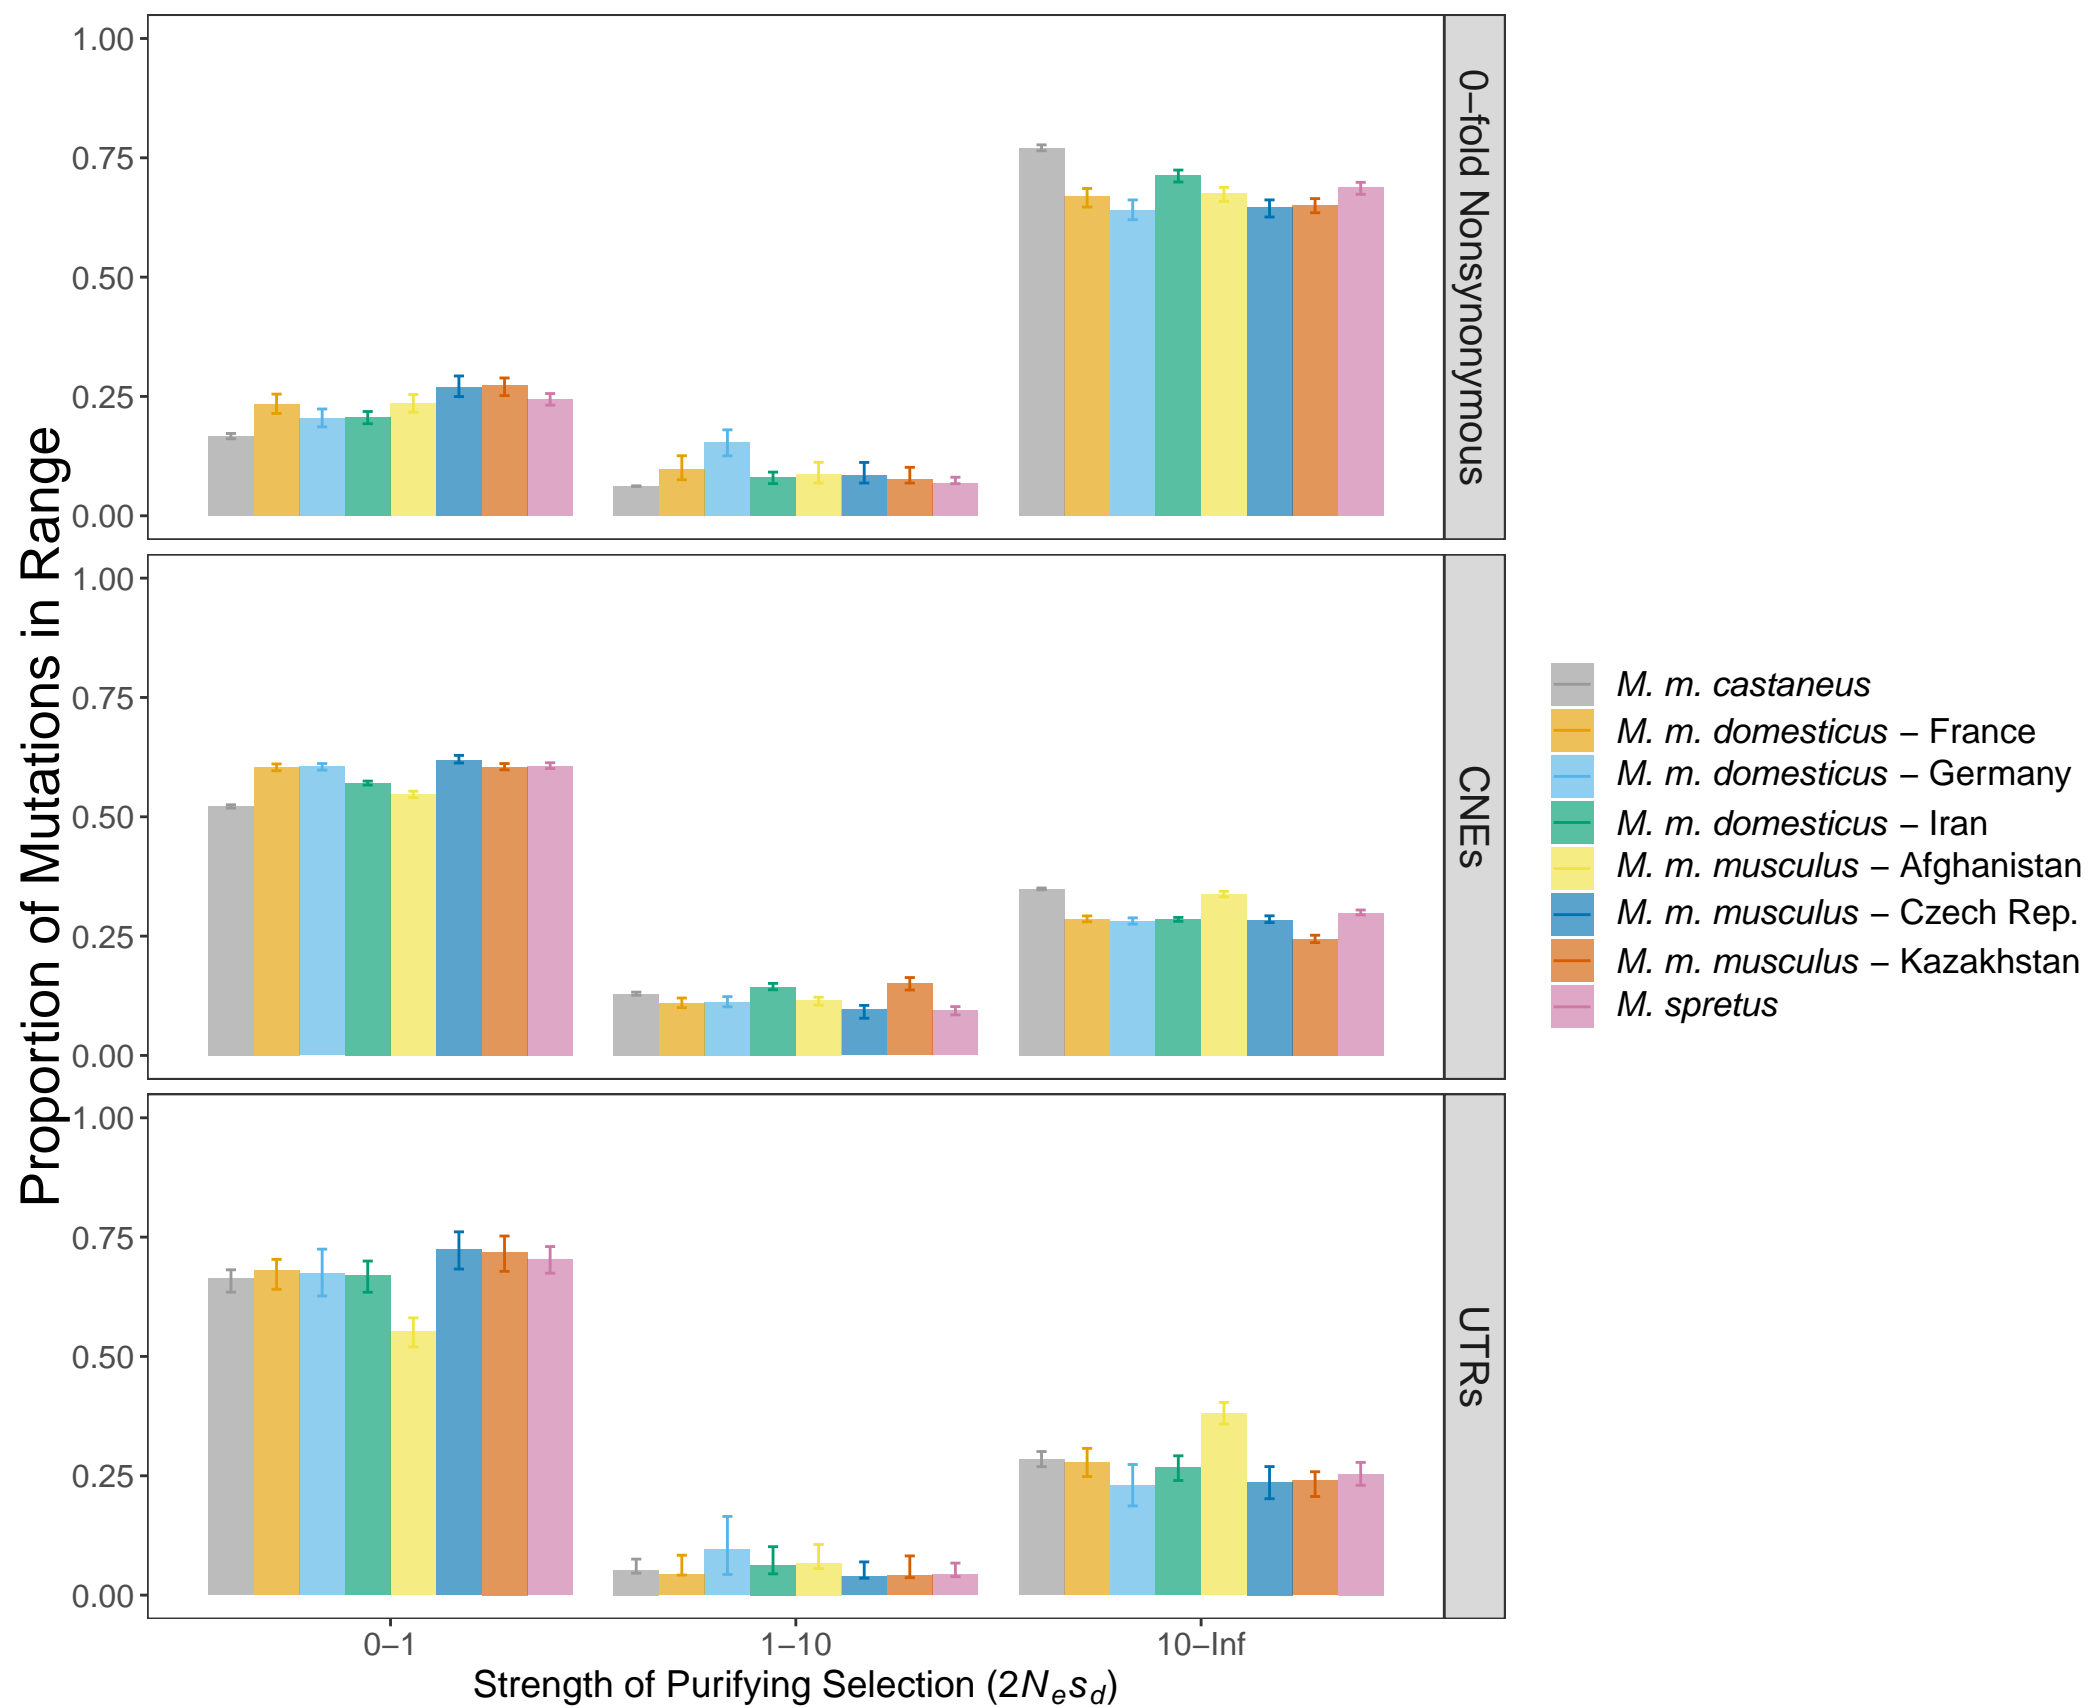 Proportion of Mutations in Range
1.00
0.75
0.50
0.25
0.00
0–fold Nonsynonymous
1.00
0.75
0.50
0.25
0.00
CNEs
1.00
0.75
0.50
0.25
0.00
UTRs
0–1
1–10
10–Inf
Strength of Purifying Selection (2Nₑs_d)
M. m. castaneus
M. m. domesticus – France
M. m. domesticus – Germany
M. m. domesticus – Iran
M. m. musculus – Afghanistan
M. m. musculus – Czech Rep.
M. m. musculus – Kazakhstan
M. spretus